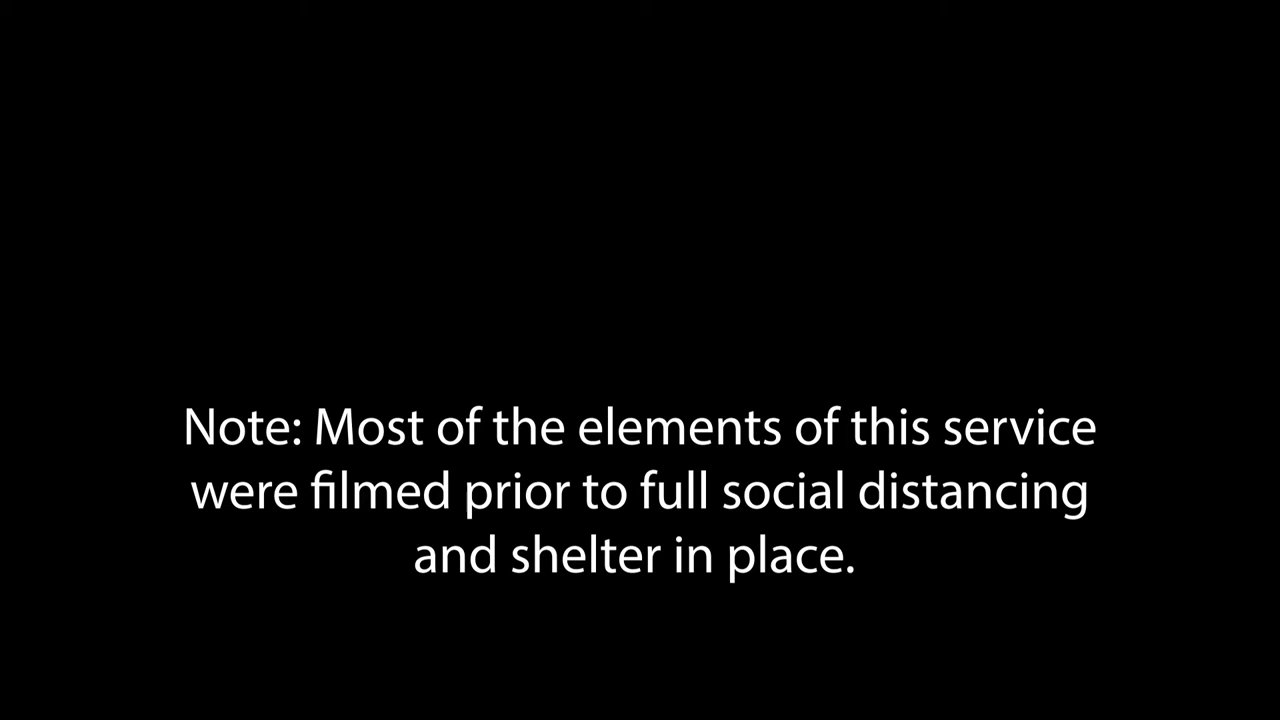 Note: Most of the elements of this service
were filmed prior to full social distancing
and shelter in place.